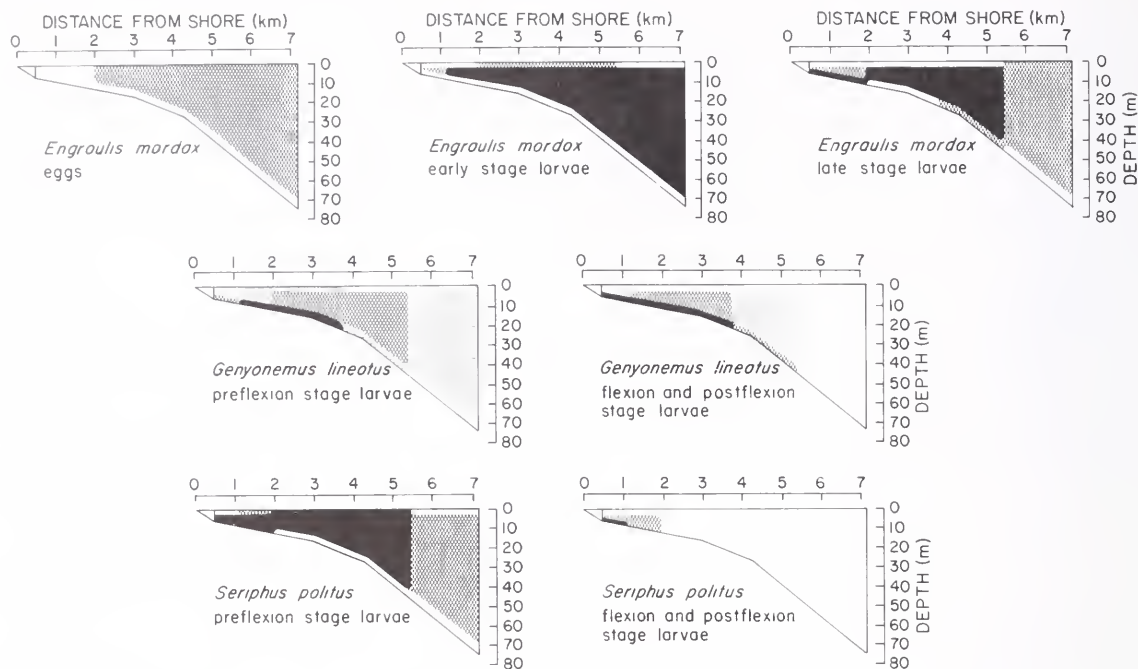 DISTANCE FROM SHORE (km)
0 1 2 3 4 5 6 7
0
10
20
30
40
50
60
70
80
Engraulis mordax
eggs
DISTANCE FROM SHORE (km)
0 1 2 3 4 5 6 7
0
10
20
30
40
50
60
70
80
Engraulis mordax
early stage larvae
DISTANCE FROM SHORE (km)
0 1 2 3 4 5 6 7
0
10
20
30
40
50
60
70
80
DEPTH (m)
Engraulis mordax
late stage larvae
0 1 2 3 4 5 6 7
0
10
20
30
40
50
60
70
80
Genyonemus lineatus
preflexion stage larvae
0 1 2 3 4 5 6 7
0
10
20
30
40
50
60
70
80
DEPTH (m)
Genyonemus lineatus
flexion and postflexion
stage larvae
0 1 2 3 4 5 6 7
0
10
20
30
40
50
60
70
80
Seriphus politus
preflexion stage larvae
0 1 2 3 4 5 6 7
0
10
20
30
40
50
60
70
80
DEPTH (m)
Seriphus politus
flexion and postflexion
stage larvae